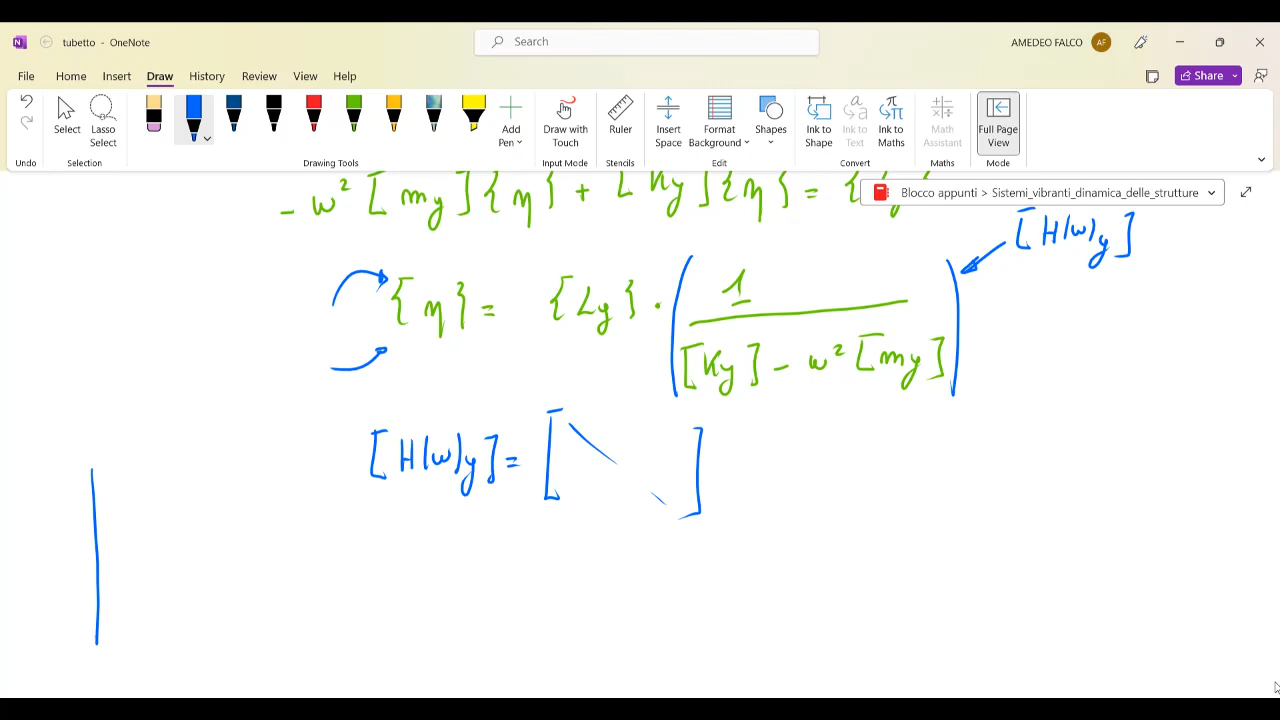 tubetto - OneNote
Search
AMEDEO FALCO AF
File Home Insert Draw History Review View Help
Share
Undo
Select
Lasso Select
Add Pen
Draw with Touch
Ruler
Insert Space
Format Background
Shapes
Ink to Shape
Ink to Text
Ink to Maths
Math Assistant
Full Page View
Undo Selection Drawing Tools Input Mode Stencils Edit Convert Maths Mode
Blocco appunti > Sistemi_vibranti_dinamica_delle_strutture
- ω² [my]{η} + [Ky]{η} =
[H(ω)y]
{η} = {Ly} · ( 1 / [Ky] - ω² [my] )
[H(ω)y] = [ \ ]